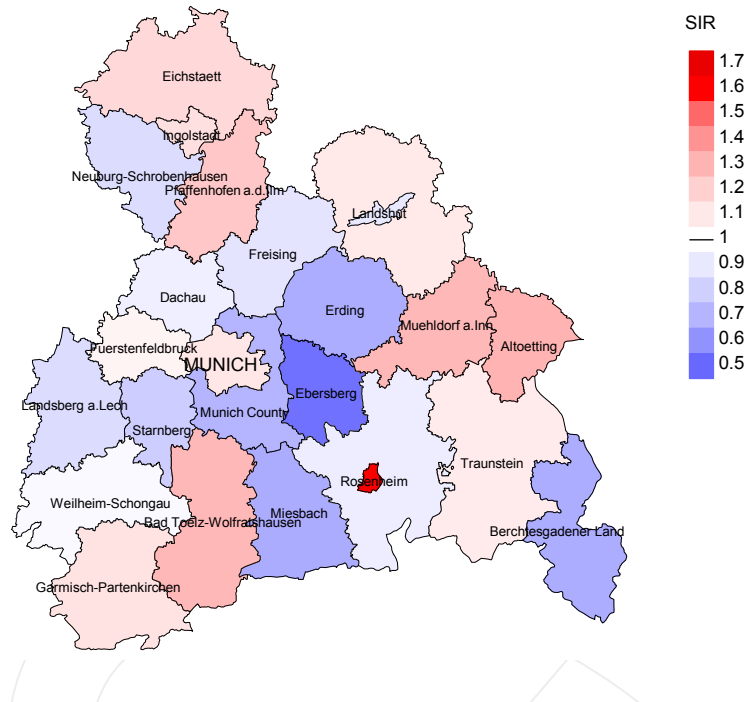 SIR
Eichstaett
1.7
1.6
1.5
Ingolstadt
1.4
1.3
Neuburg-Schrobenhausen
Pfaffenhofen a.d.Ilm
1.2
1.1
Landshut
1
Freising
0.9
0.8
Dachau
Erding
0.7
Muehldorf a.Inn
0.6
Altoetting
Fuerstenfeldbruck
0.5
MUNICH
Ebersberg
Landsberg a.Lech
Munich County
Starnberg
Traunstein
Rosenheim
Weilheim-Schongau
Miesbach
Bad Toelz-Wolfratshausen
Berchtesgadener Land
Garmisch-Partenkirchen